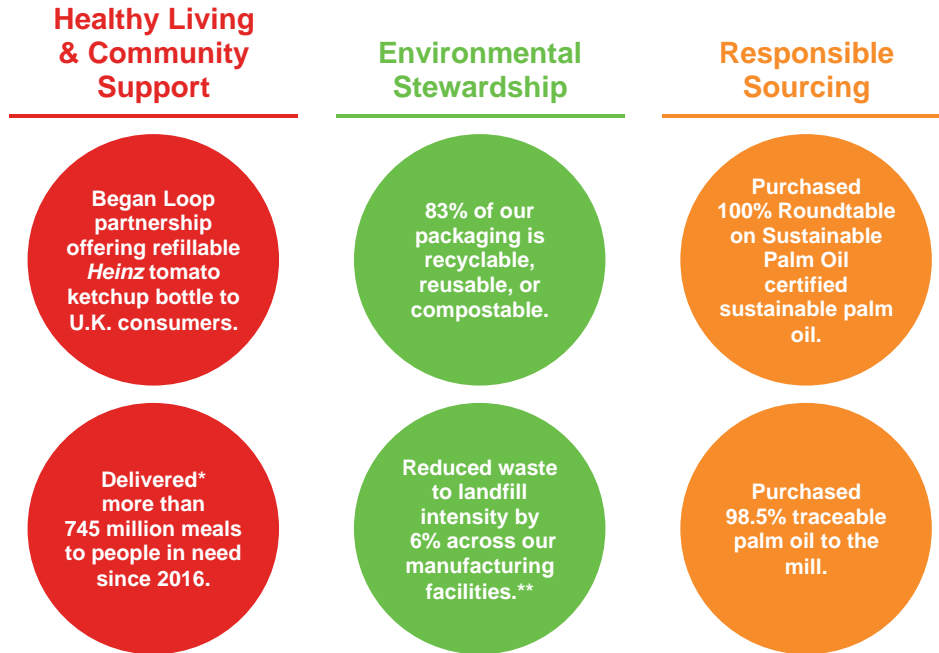 Healthy Living
& Community
Support
Began Loop
partnership
offering refillable
Heinz tomato
ketchup bottle to
U.K. consumers.
Delivered*
more than
745 million meals
to people in need
since 2016.
Environmental
Stewardship
83% of our
packaging is
recyclable,
reusable, or
compostable.
Reduced waste
to landfill
intensity by
6% across our
manufacturing
facilities.**
Responsible
Sourcing
Purchased
100% Roundtable
on Sustainable
Palm Oil
certified
sustainable palm
oil.
Purchased
98.5% traceable
palm oil to the
mill.